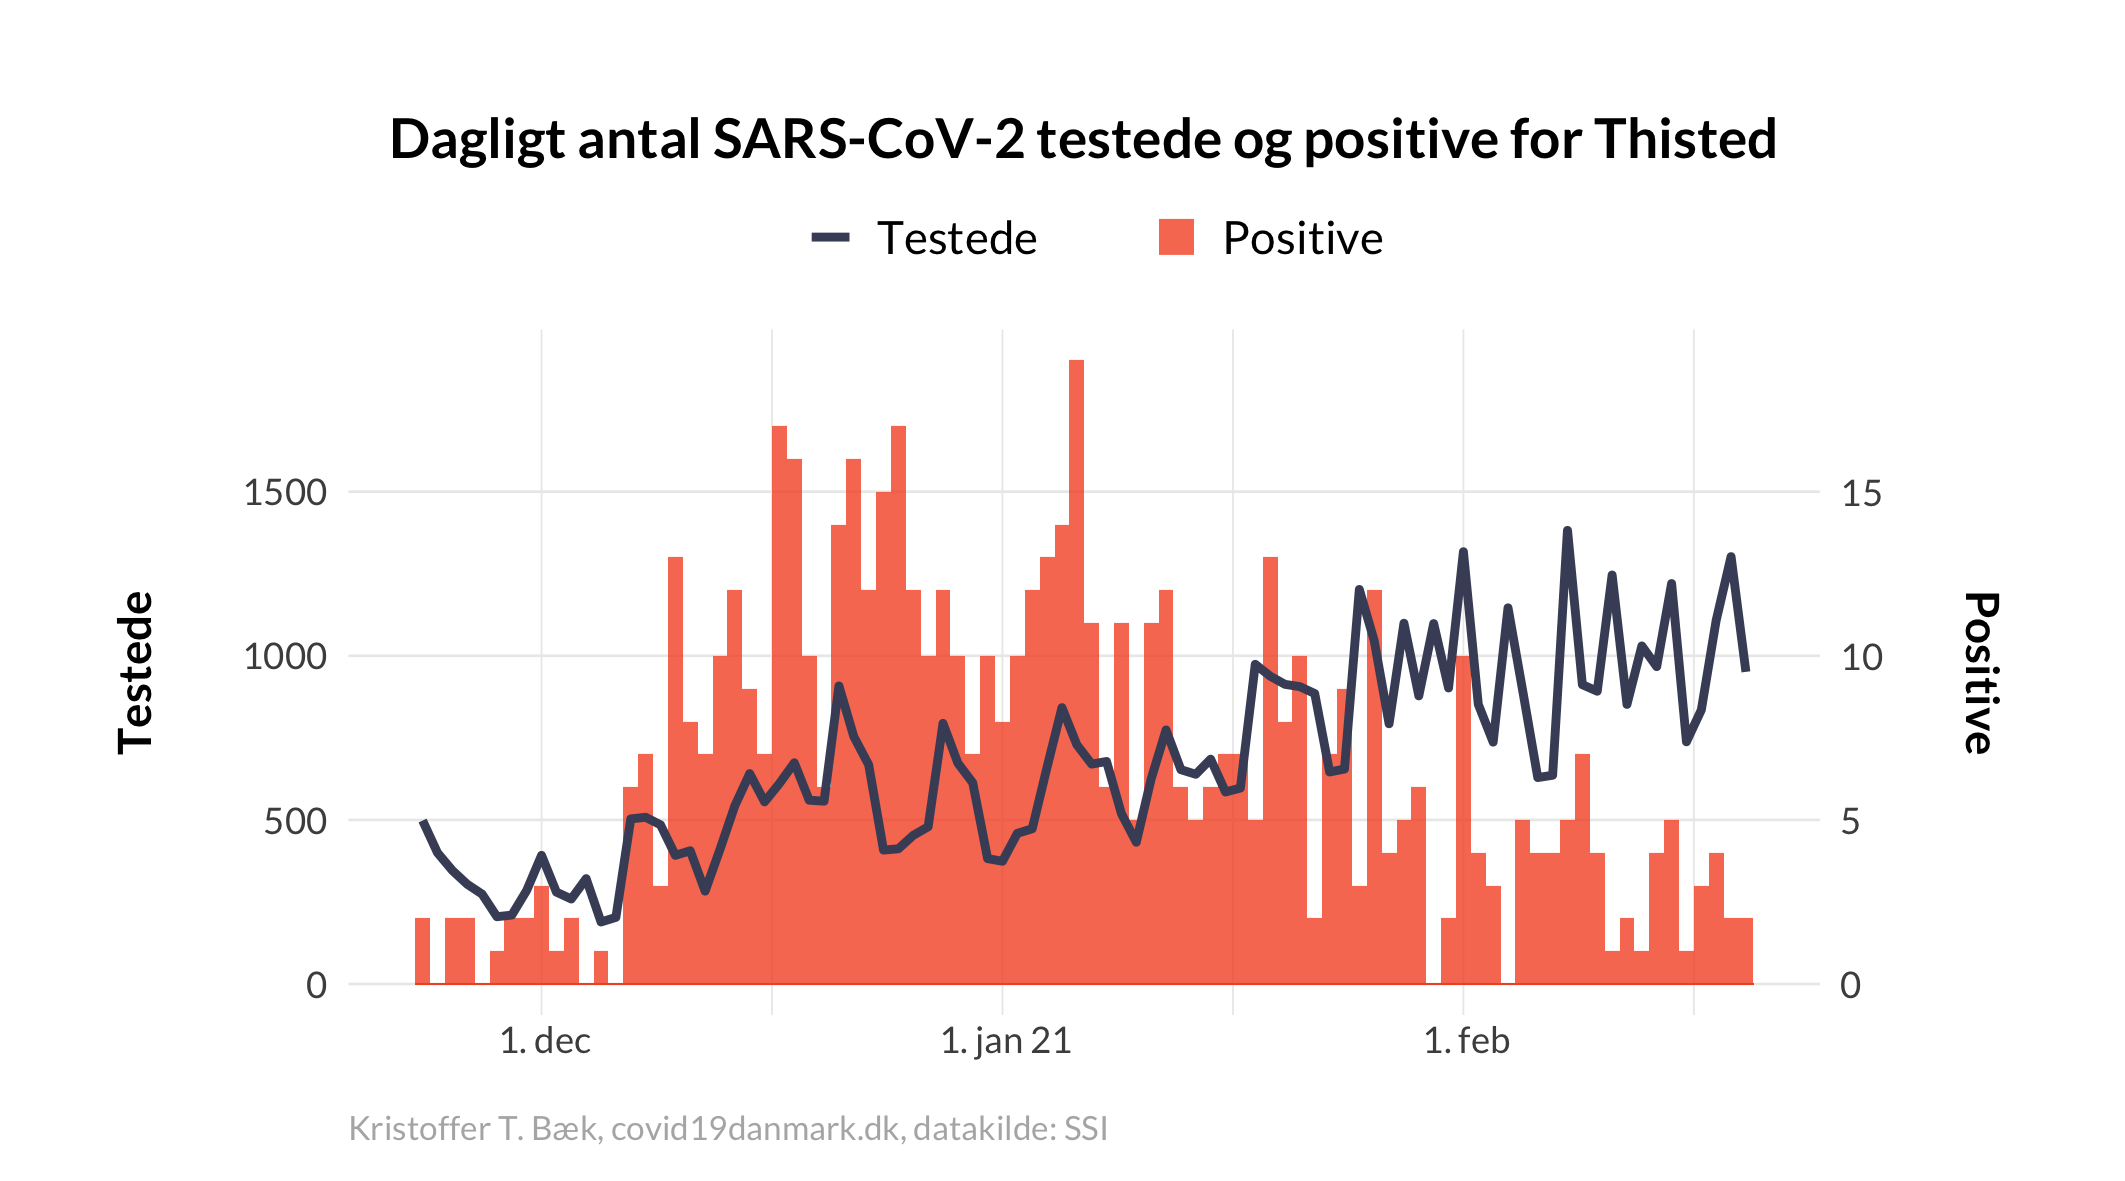 Dagligt antal SARS-CoV-2 testede og positive for Thisted
Testede Positive
1500 15
1000 10
500 5
0 0
Testede
Positive
1. dec 1. jan 21 1. feb
Kristoffer T. Bæk, covid19danmark.dk, datakilde: SSI